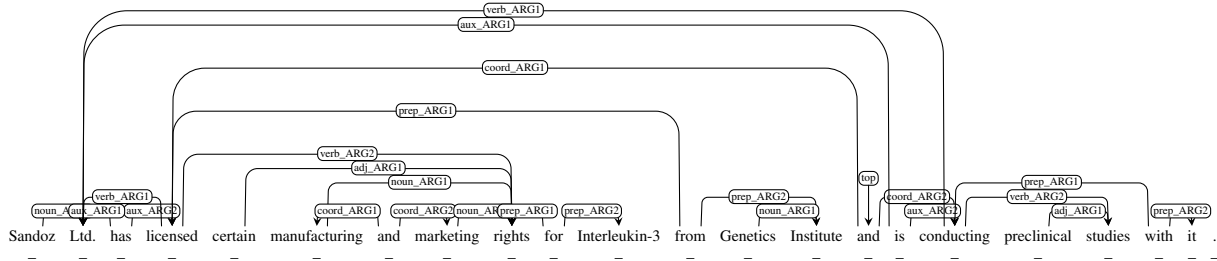 verb_ARG1
aux_ARG1
coord_ARG1
prep_ARG1
verb_ARG2
adj_ARG1
noun_ARG1 top
verb_ARG1 prep_ARG2 prep_ARG1
verb_ARG2
coord_ARG2
aux_ARG1 aux_ARG2 coord_ARG1 coord_ARG2 prep_ARG1 prep_ARG2 noun_ARG1 aux_ARG2 adj_ARG1 prep_ARG2
Sandoz Ltd. has licensed certain manufacturing and marketing rights for Interleukin-3 from Genetics Institute and is conducting preclinical studies with it .